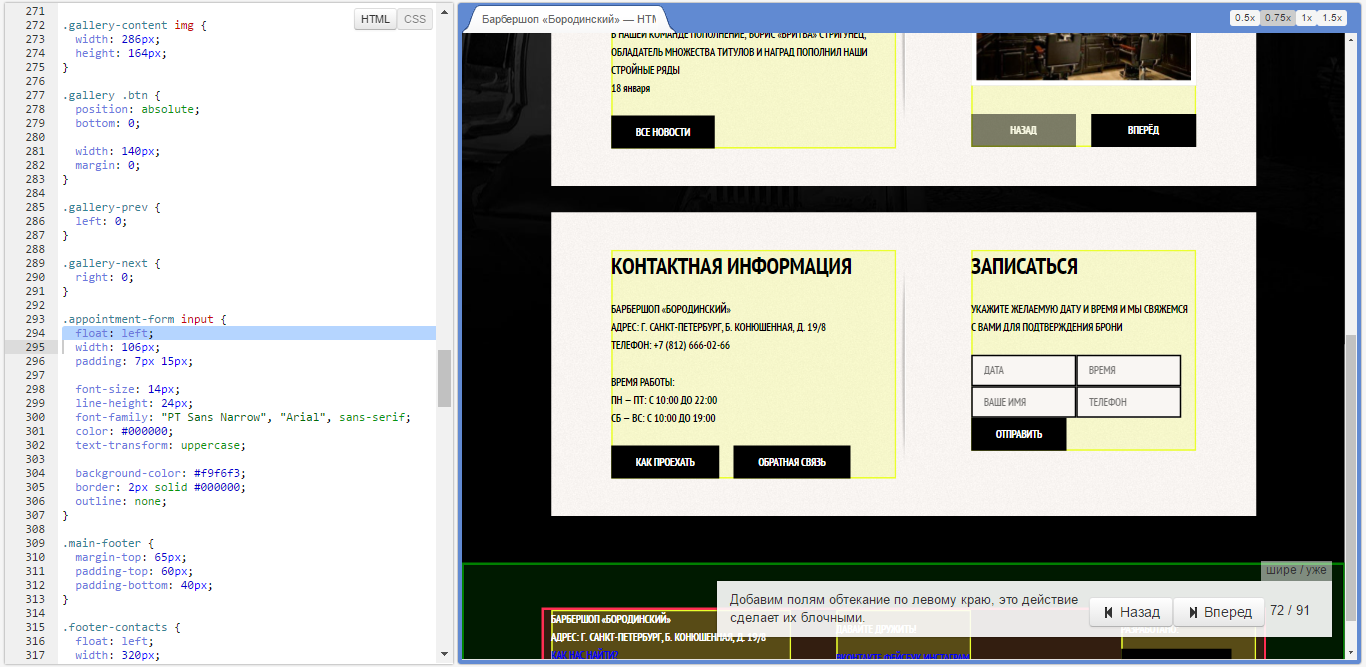 HTML
CSS
271
272 .gallery-content img {
273 width: 286px;
274 height: 164px;
275 }
276
277 .gallery .btn {
278 position: absolute;
279 bottom: 0;
280
281 width: 140px;
282 margin: 0;
283 }
284
285 .gallery-prev {
286 left: 0;
287 }
288
289 .gallery-next {
290 right: 0;
291 }
292
293 .appointment-form input {
294 float: left;
295 width: 106px;
296 padding: 7px 15px;
297
298 font-size: 14px;
299 line-height: 24px;
300 font-family: "PT Sans Narrow", "Arial", sans-serif;
301 color: #000000;
302 text-transform: uppercase;
303
304 background-color: #f9f6f3;
305 border: 2px solid #000000;
306 outline: none;
307 }
308
309 .main-footer {
310 margin-top: 65px;
311 padding-top: 60px;
312 padding-bottom: 40px;
313 }
314
315 .footer-contacts {
316 float: left;
317 width: 320px;
Барбершоп «Бородинский» — HTM
0.5x 0.75x 1x 1.5x
В НАШЕЙ КОМАНДЕ ПОПОЛНЕНИЕ, БОРИС «БРИТВА» СТРИГУНЕЦ,
ОБЛАДАТЕЛЬ МНОЖЕСТВА ТИТУЛОВ И НАГРАД ПОПОЛНИЛ НАШИ
СТРОЙНЫЕ РЯДЫ
18 января
ВСЕ НОВОСТИ
НАЗАД
ВПЕРЁД
КОНТАКТНАЯ ИНФОРМАЦИЯ
БАРБЕРШОП «БОРОДИНСКИЙ»
АДРЕС: Г. САНКТ-ПЕТЕРБУРГ, Б. КОНЮШЕННАЯ, Д. 19/8
ТЕЛЕФОН: +7 (812) 666-02-66
ВРЕМЯ РАБОТЫ:
ПН – ПТ: С 10:00 ДО 22:00
СБ – ВС: С 10:00 ДО 19:00
КАК ПРОЕХАТЬ
ОБРАТНАЯ СВЯЗЬ
ЗАПИСАТЬСЯ
УКАЖИТЕ ЖЕЛАЕМУЮ ДАТУ И ВРЕМЯ И МЫ СВЯЖЕМСЯ
С ВАМИ ДЛЯ ПОДТВЕРЖДЕНИЯ БРОНИ
ДАТА
ВРЕМЯ
ВАШЕ ИМЯ
ТЕЛЕФОН
ОТПРАВИТЬ
шире / уже
Добавим полям обтекание по левому краю, это действие
сделает их блочными.
Назад
Вперед
72 / 91
БАРБЕРШОП «БОРОДИНСКИЙ»
АДРЕС: Г. САНКТ-ПЕТЕРБУРГ, Б. КОНЮШЕННАЯ, Д. 19/8
КАК НАС НАЙТИ?
ДАВАЙТЕ ДРУЖИТЬ!
ВКОНТАКТЕ ФЕЙСБУК ИНСТАГРАМ